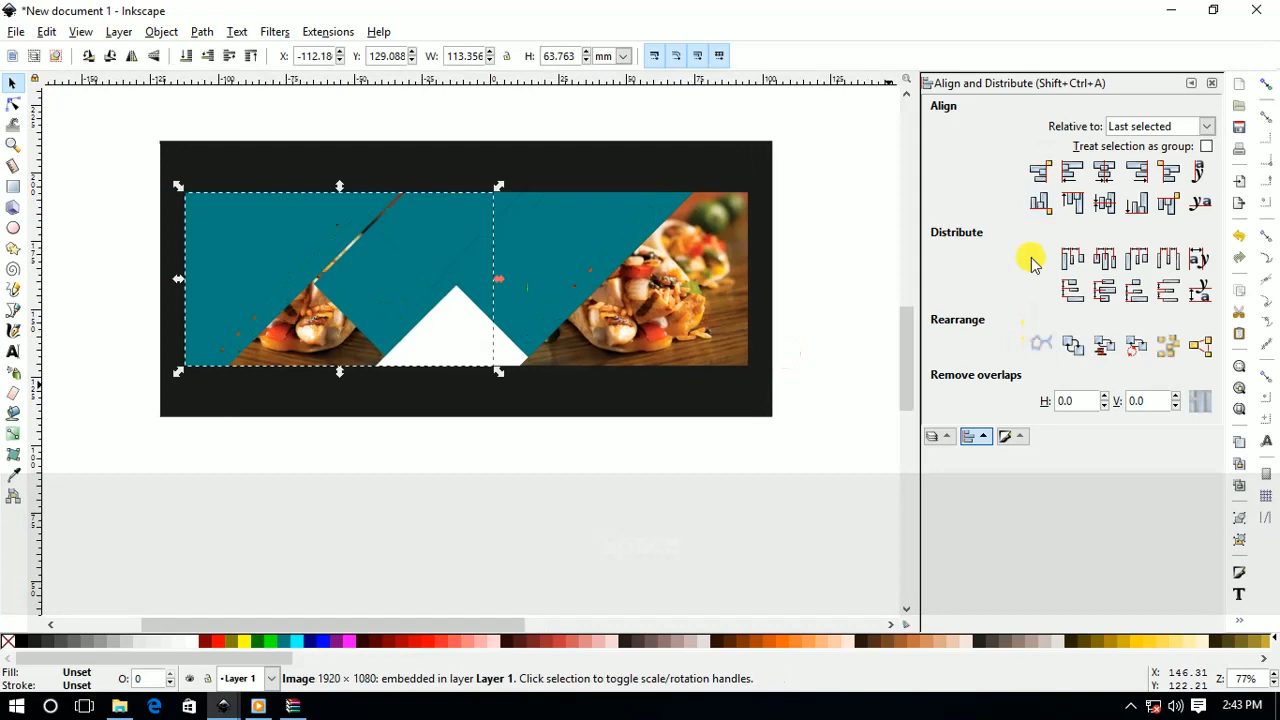 *New document 1 - Inkscape
File Edit View Layer Object Path Text Filters Extensions Help
X: -112.18 Y: 129.088 W: 113.356 H: 63.763 mm
Align and Distribute (Shift+Ctrl+A)
Align
Relative to: Last selected
Treat selection as group:
Distribute
Rearrange
Remove overlaps
H: 0.0 V: 0.0
space
Fill: Unset
Stroke: Unset
O: 0
Layer 1
Image 1920 × 1080: embedded in layer Layer 1. Click selection to toggle scale/rotation handles.
X: 146.31
Y: 122.21
Z: 77%
2:43 PM